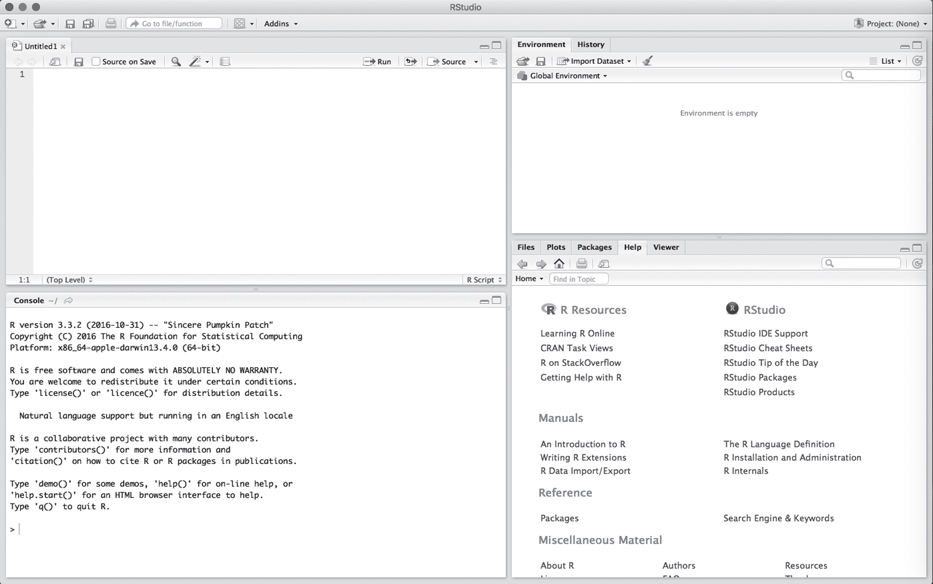 RStudio
Go to file/function
Addins
Project: (None)
Untitled1
Source on Save
Run
Source
1
1:1 (Top Level)
R Script
Console ~/
R version 3.3.2 (2016-10-31) -- "Sincere Pumpkin Patch"
Copyright (C) 2016 The R Foundation for Statistical Computing
Platform: x86_64-apple-darwin13.4.0 (64-bit)
R is free software and comes with ABSOLUTELY NO WARRANTY.
You are welcome to redistribute it under certain conditions.
Type 'license()' or 'licence()' for distribution details.
Natural language support but running in an English locale
R is a collaborative project with many contributors.
Type 'contributors()' for more information and
'citation()' on how to cite R or R packages in publications.
Type 'demo()' for some demos, 'help()' for on-line help, or
'help.start()' for an HTML browser interface to help.
Type 'q()' to quit R.
>
Environment History
Import Dataset
List
Global Environment
Environment is empty
Files Plots Packages Help Viewer
Home
Find in Topic
R Resources
Learning R Online
CRAN Task Views
R on StackOverflow
Getting Help with R
RStudio
RStudio IDE Support
RStudio Cheat Sheets
RStudio Tip of the Day
RStudio Packages
RStudio Products
Manuals
An Introduction to R The R Language Definition
Writing R Extensions R Installation and Administration
R Data Import/Export R Internals
Reference
Packages Search Engine & Keywords
Miscellaneous Material
About R Authors Resources